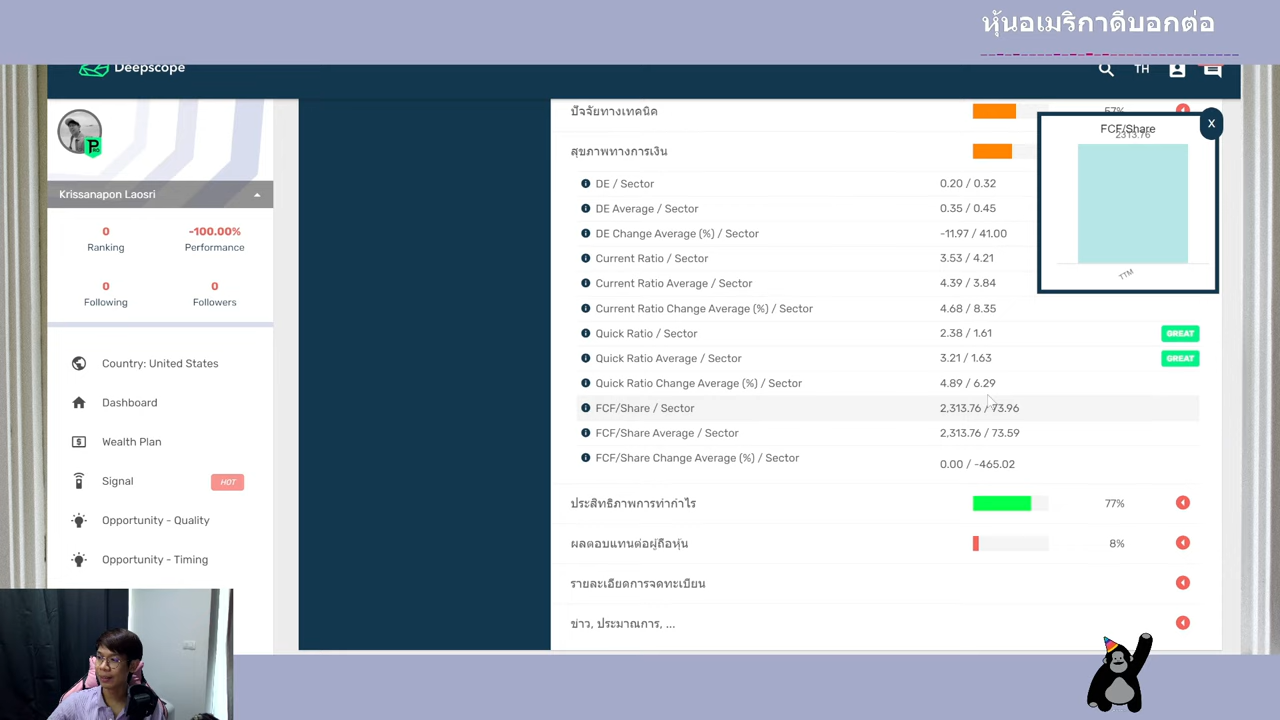 หุ้นอเมริกาดีบอกต่อ
Deepscope
TH
ปัจจัยทางเทคนิค 57%
สุขภาพทางการเงิน
FCF/Share
X
2313.76
TTM
Krissanapon Laosri
0 -100.00%
Ranking Performance
0 0
Following Followers
Country: United States
Dashboard
Wealth Plan
Signal HOT
Opportunity - Quality
Opportunity - Timing
DE / Sector 0.20 / 0.32
DE Average / Sector 0.35 / 0.45
DE Change Average (%) / Sector -11.97 / 41.00
Current Ratio / Sector 3.53 / 4.21
Current Ratio Average / Sector 4.39 / 3.84
Current Ratio Change Average (%) / Sector 4.68 / 8.35
Quick Ratio / Sector 2.38 / 1.61 GREAT
Quick Ratio Average / Sector 3.21 / 1.63 GREAT
Quick Ratio Change Average (%) / Sector 4.89 / 6.29
FCF/Share / Sector 2,313.76 / 73.96
FCF/Share Average / Sector 2,313.76 / 73.59
FCF/Share Change Average (%) / Sector 0.00 / -465.02
ประสิทธิภาพการทำกำไร 77%
ผลตอบแทนต่อผู้ถือหุ้น 8%
รายละเอียดการจดทะเบียน
ข่าว, ประมาณการ, ...